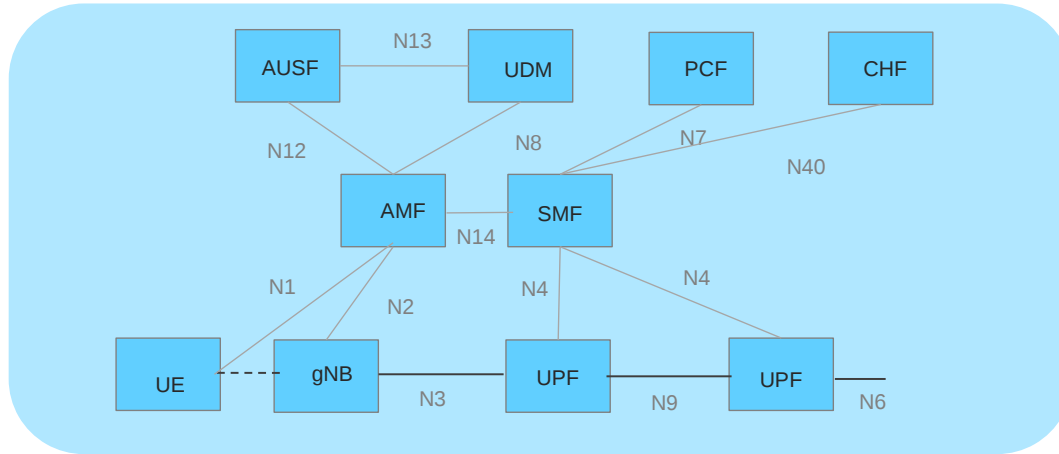 N13
AUSF
UDM
PCF
CHF
N12
N8
N7
N40
AMF
SMF
N14
N1
N2
N4
N4
UE
gNB
UPF
UPF
N3
N9
N6